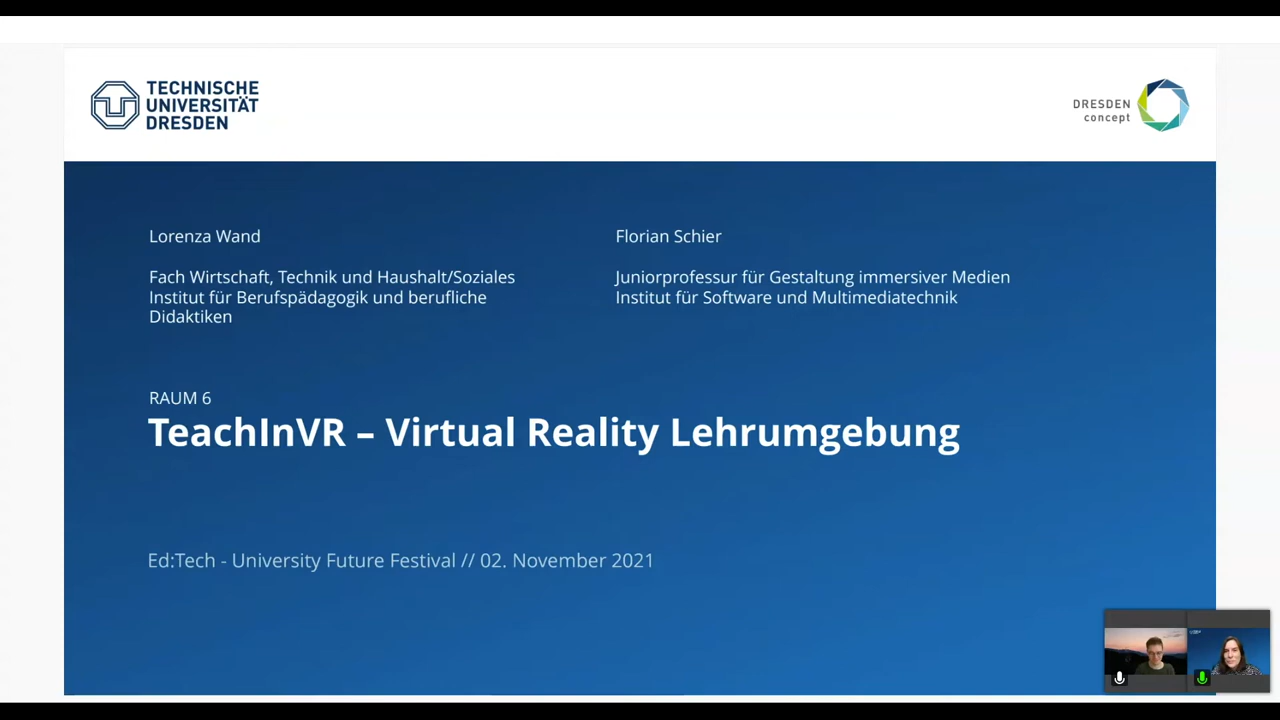 TECHNISCHE
UNIVERSITÄT
DRESDEN
DRESDEN
concept
Lorenza Wand
Fach Wirtschaft, Technik und Haushalt/Soziales
Institut für Berufspädagogik und berufliche
Didaktiken
Florian Schier
Juniorprofessur für Gestaltung immersiver Medien
Institut für Software und Multimediatechnik
RAUM 6
TeachInVR – Virtual Reality Lehrumgebung
Ed:Tech - University Future Festival // 02. November 2021